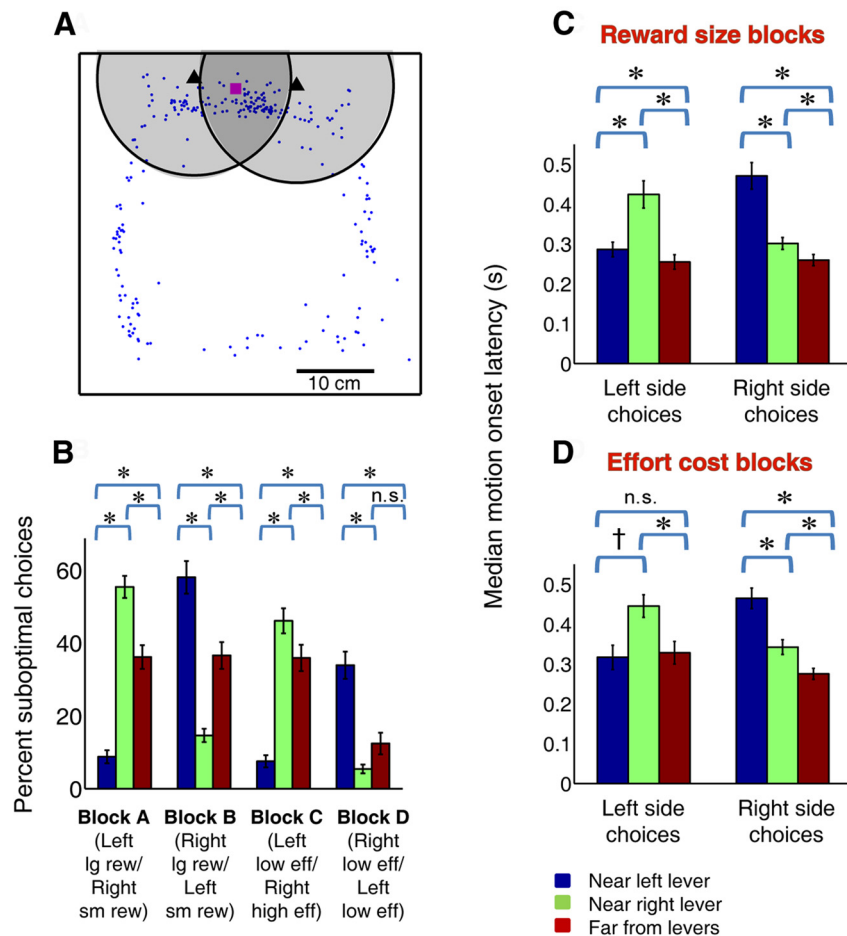 A
10 cm
B
* * * *
* * * n.s.
* * * *
Percent suboptimal choices
60
40
20
0
Block A Block B Block C Block D
(Left (Right (Left (Right
lg rew/ lg rew/ low eff/ low eff/
Right Left Right Left
sm rew) sm rew) high eff) low eff)
Median motion onset latency (s)
C
Reward size blocks
* *
* *
* *
0.5
0.4
0.3
0.2
0.1
0
Left side Right side
choices choices
D
Effort cost blocks
n.s. *
* *
† *
0.5
0.4
0.3
0.2
0.1
0
Left side Right side
choices choices
Near left lever
Near right lever
Far from levers